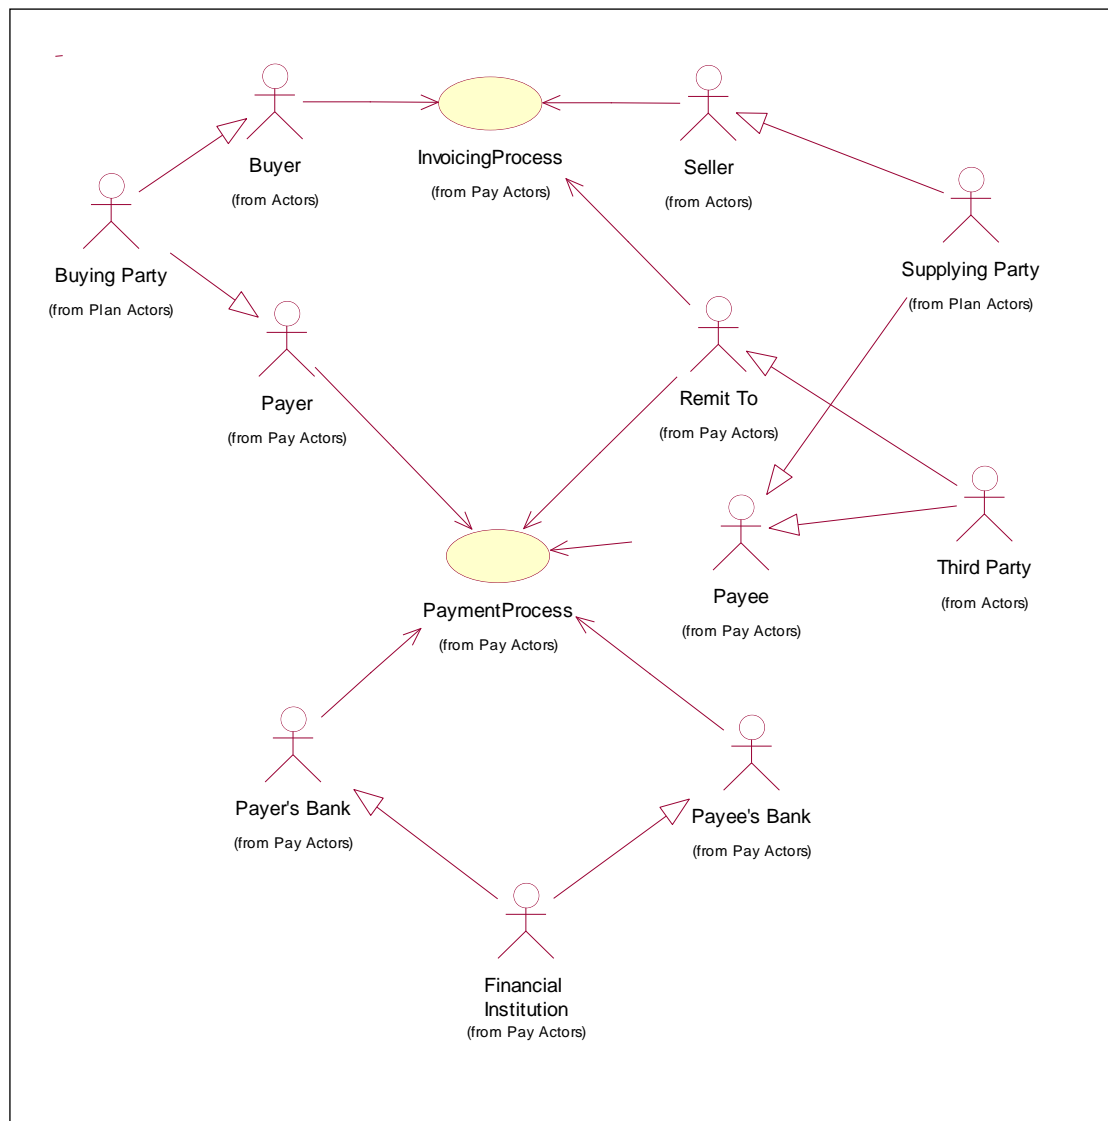 Buyer
(from Actors)
InvoicingProcess
(from Pay Actors)
Seller
(from Actors)
Buying Party
(from Plan Actors)
Supplying Party
(from Plan Actors)
Payer
(from Pay Actors)
Remit To
(from Pay Actors)
PaymentProcess
(from Pay Actors)
Payee
(from Pay Actors)
Third Party
(from Actors)
Payer's Bank
(from Pay Actors)
Payee's Bank
(from Pay Actors)
Financial
Institution
(from Pay Actors)